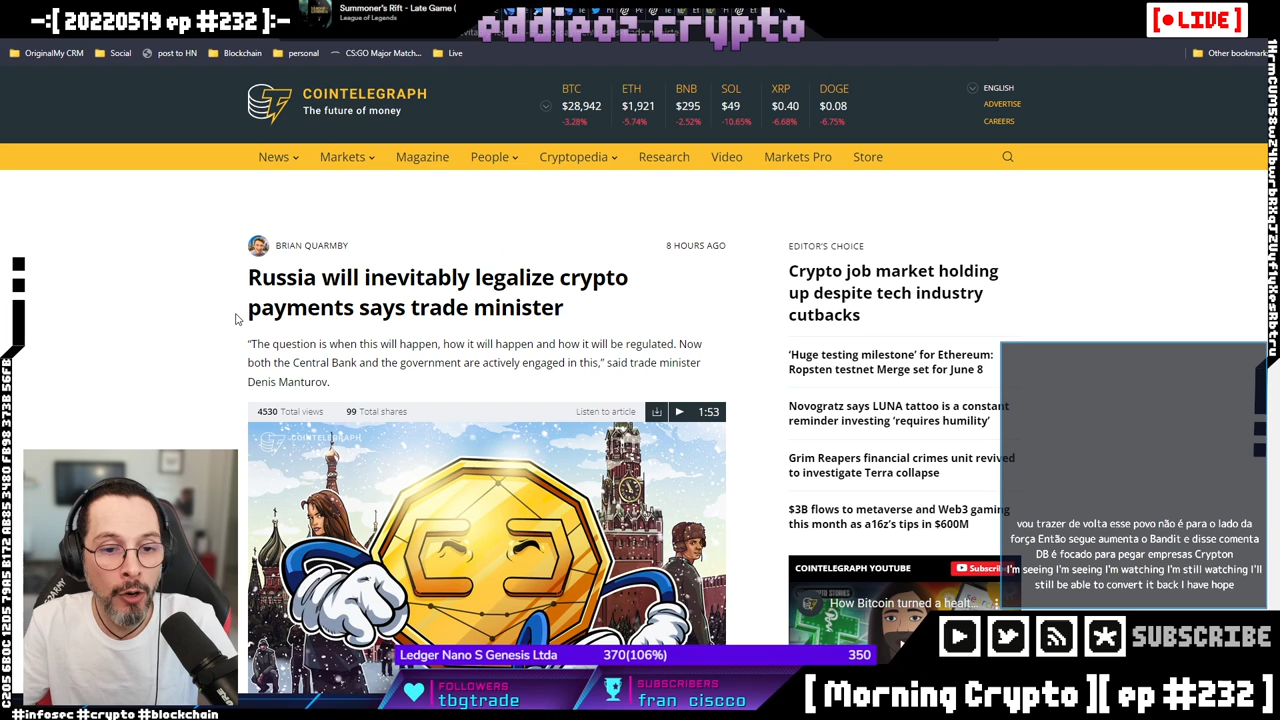 -:[ 20220519 ep #232 ]:-
Summoner's Rift - Late Game (
League of Legends
eddieoz.crypto
[● LIVE]
OriginalMy CRM
Social
post to HN
Blockchain
personal
CS:GO Major Match...
Live
Other bookmark
COINTELEGRAPH
The future of money
BTC ETH BNB SOL XRP DOGE
$28,942 $1,921 $295 $49 $0.40 $0.08
-3.28% -5.74% -2.52% -10.65% -6.68% -6.75%
ENGLISH
ADVERTISE
CAREERS
News Markets Magazine People Cryptopedia Research Video Markets Pro Store
BRIAN QUARMBY
8 HOURS AGO
Russia will inevitably legalize crypto
payments says trade minister
“The question is when this will happen, how it will happen and how it will be regulated. Now
both the Central Bank and the government are actively engaged in this,” said trade minister
Denis Manturov.
4530 Total views 99 Total shares
Listen to article 1:53
COINTELEGRAPH
EDITOR’S CHOICE
Crypto job market holding
up despite tech industry
cutbacks
‘Huge testing milestone’ for Ethereum:
Ropsten testnet Merge set for June 8
Novogratz says LUNA tattoo is a constant
reminder investing ‘requires humility’
Grim Reapers financial crimes unit revived
to investigate Terra collapse
$3B flows to metaverse and Web3 gaming
this month as a16z’s tips in $600M
COINTELEGRAPH YOUTUBE
Subscri
How Bitcoin turned a healt...
vou trazer de volta esse povo não é para o lado da
força Então segue aumenta o Bandit e disse comenta
DB é focado para pegar empresas Crypton
I'm seeing I'm seeing I'm watching I'm still watching I'll
still be able to convert it back I have hope
Ledger Nano S Genesis Ltda 370(106%) 350
FOLLOWERS
tbgtrade
SUBSCRIBERS
fran_ciscco
SUBSCRIBE
[ Morning Crypto ][ ep #232 ]
#infosec #crypto #blockchain